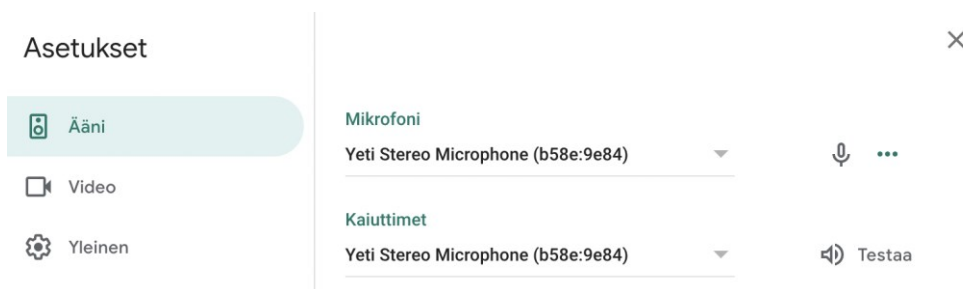 Asetukset
Ääni
Video
Yleinen
Mikrofoni
Yeti Stereo Microphone (b58e:9e84)
Kaiuttimet
Yeti Stereo Microphone (b58e:9e84)
Testaa